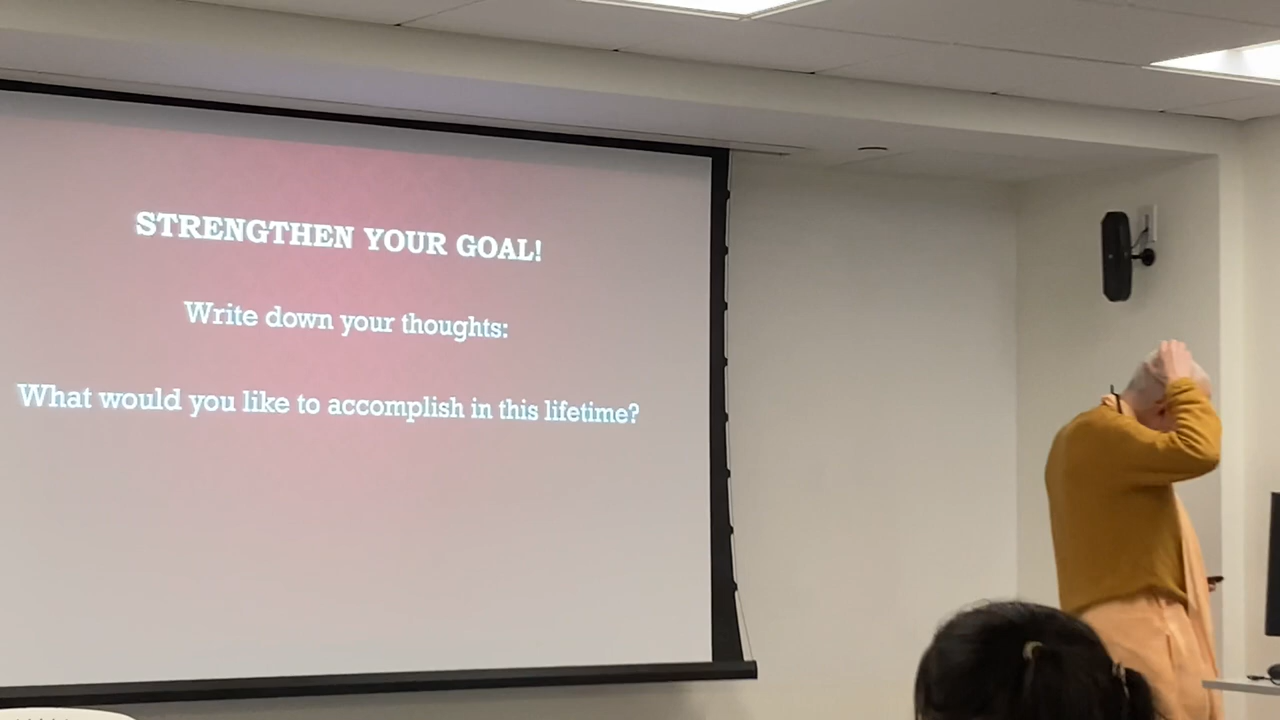 STRENGTHEN YOUR GOAL!
Write down your thoughts:
What would you like to accomplish in this lifetime?